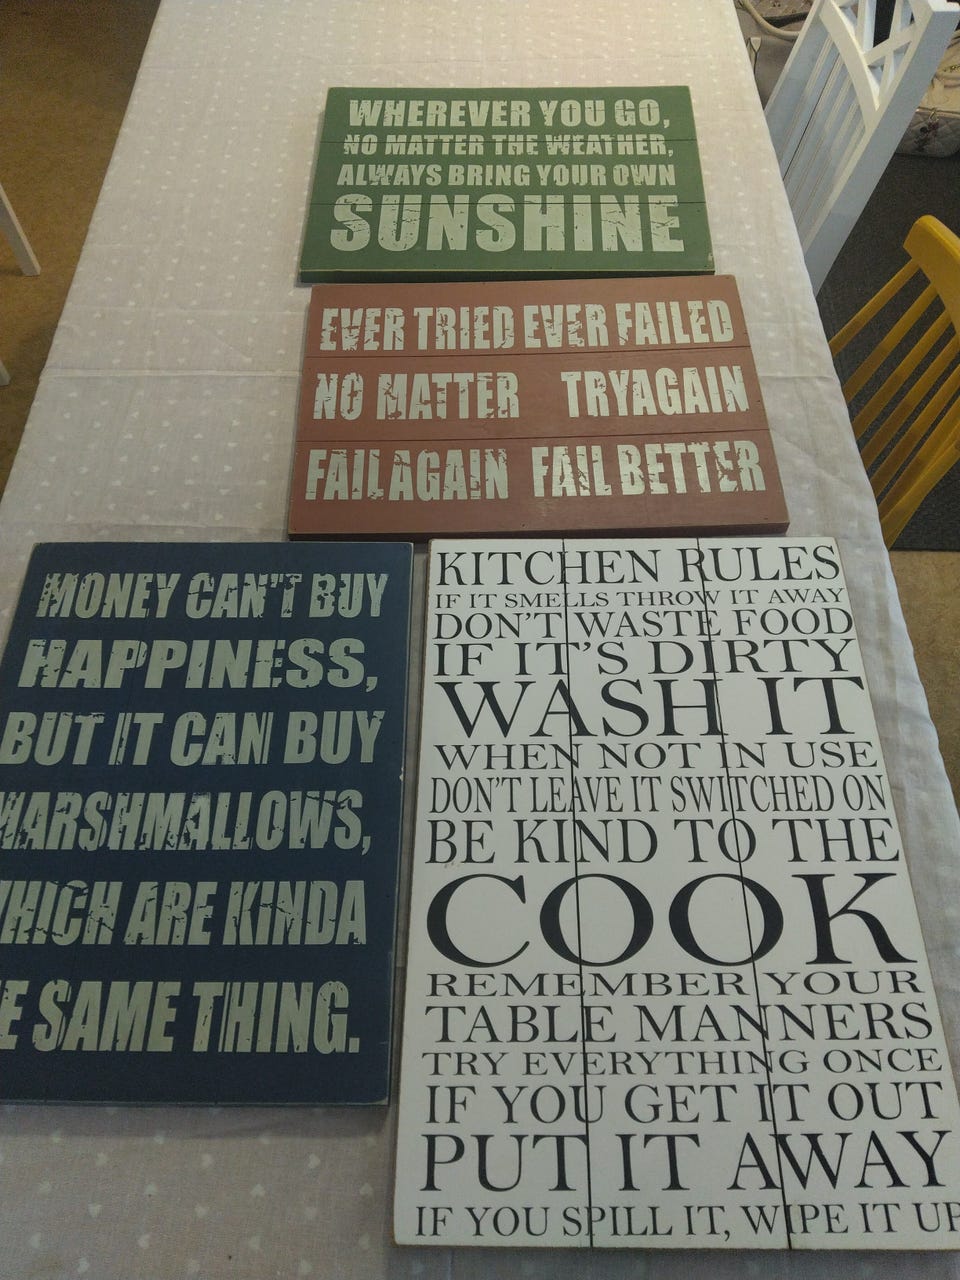 WHEREVER YOU GO,
NO MATTER THE WEATHER,
ALWAYS BRING YOUR OWN
SUNSHINE
EVER TRIED EVER FAILED
NO MATTER TRYAGAIN
FAILAGAIN FAIL BETTER
MONEY CAN'T BUY
HAPPINESS,
BUT IT CAN BUY
MARSHMALLOWS,
WHICH ARE KINDA
SAME THING.
KITCHEN RULES
IF IT SMELLS THROW IT AWAY
DON'T WASTE FOOD
IF IT'S DIRTY
WASH IT
WHEN NOT IN USE
DON'T LEAVE IT SWITCHED ON
BE KIND TO THE
COOK
REMEMBER YOUR
TABLE MANNERS
TRY EVERYTHING ONCE
IF YOU GET IT OUT
PUT IT AWAY
IF YOU SPILL IT, WIPE IT UP